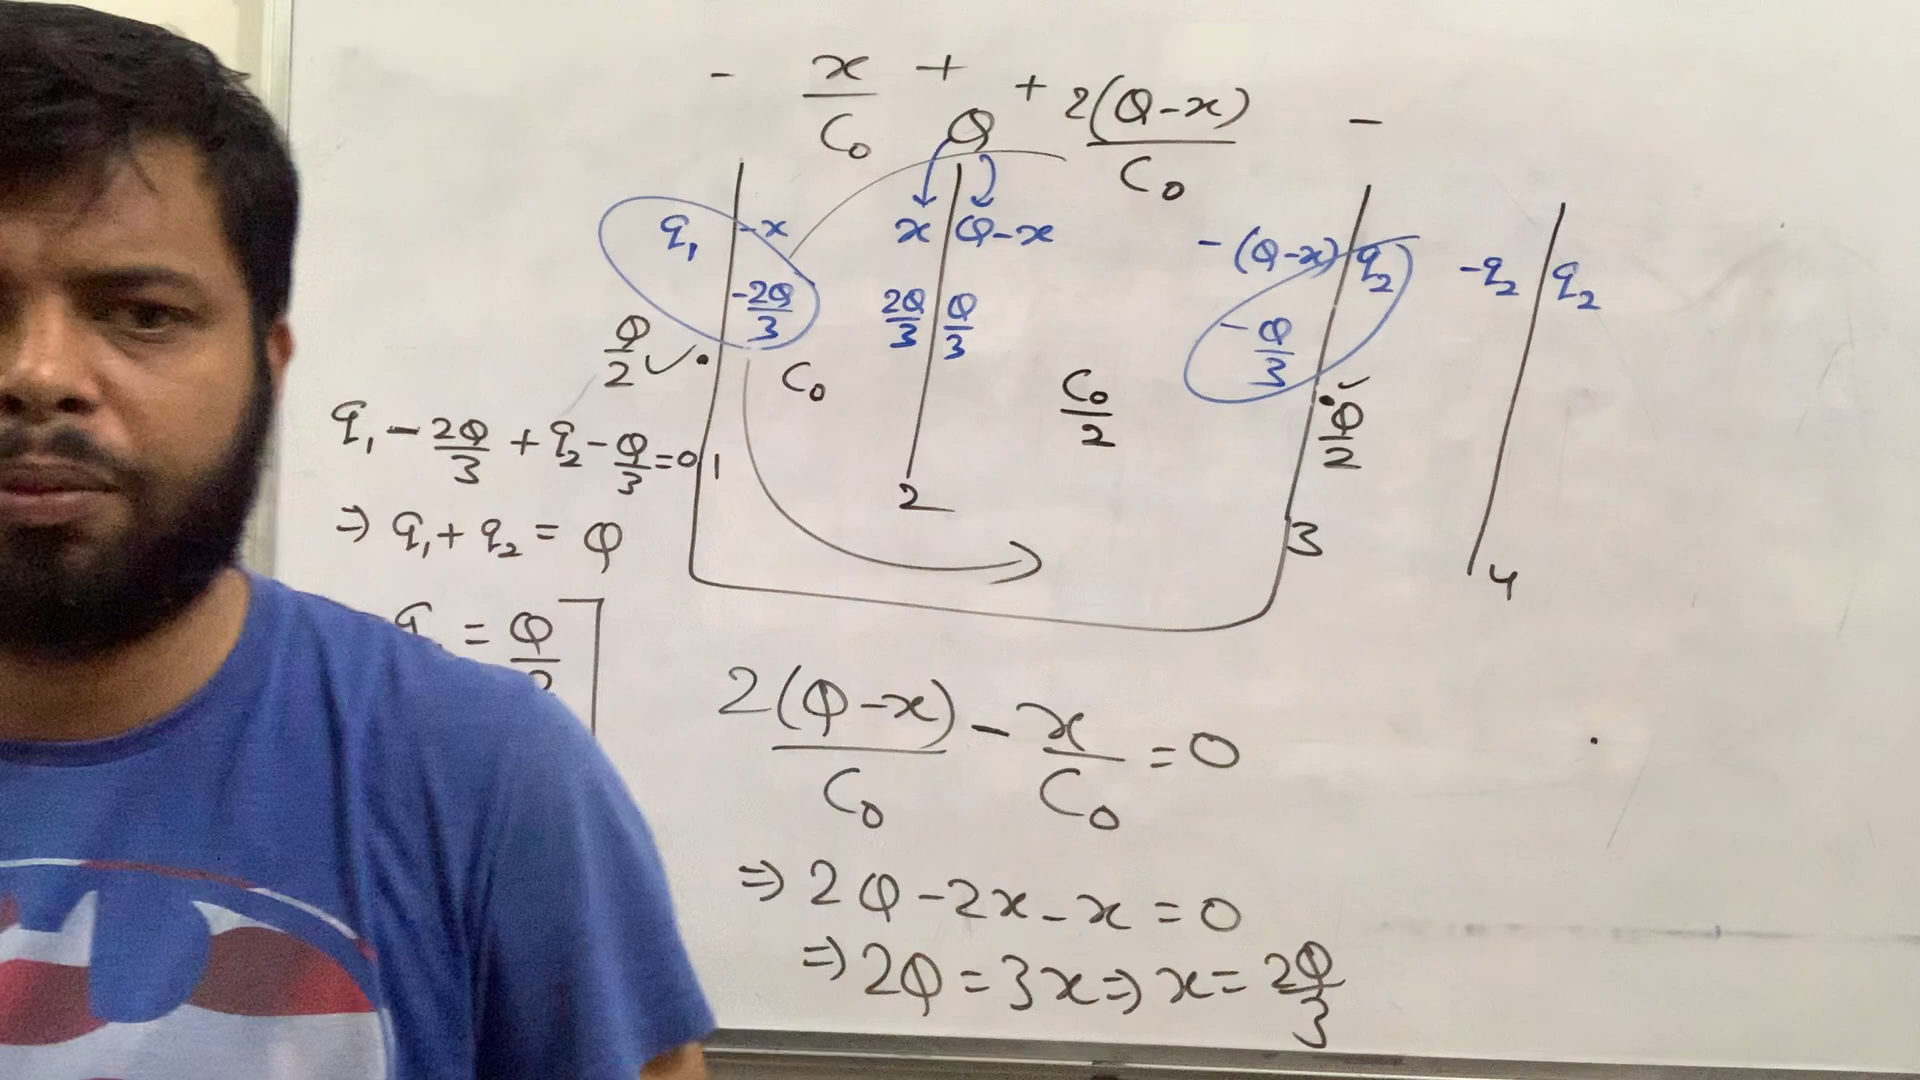 - x/C₀ + + 2(Q-x)/C₀ -
Q
q₁ -x x Q-x -(Q-x) q₂ -q₂ q₂
-2Q/3 2Q/3 Q/3 -Q/3
Q/2 ✓ C₀ C₀/2 Q/2 ✓
q₁ - 2Q/3 + q₂ - Q/3 = 0 1 2 3 4
⇒ q₁ + q₂ = Q
= Q
2(Q-x)/C₀ - x/C₀ = 0
⇒ 2Q - 2x - x = 0
⇒ 2Q = 3x ⇒ x = 2Q/3